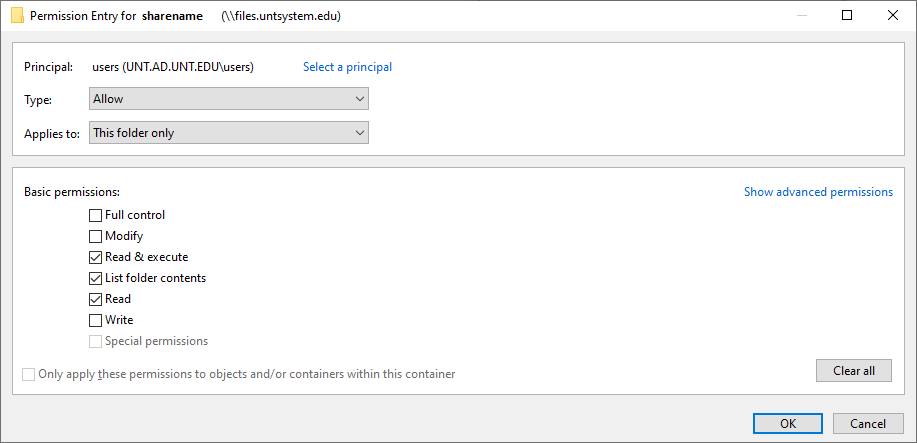 Permission Entry for sharename (\\files.untsystem.edu)
Principal: users (UNT.AD.UNT.EDU\users) Select a principal
Type: Allow
Applies to: This folder only
Basic permissions: Show advanced permissions
Full control
Modify
Read & execute
List folder contents
Read
Write
Special permissions
Only apply these permissions to objects and/or containers within this container
Clear all
OK Cancel